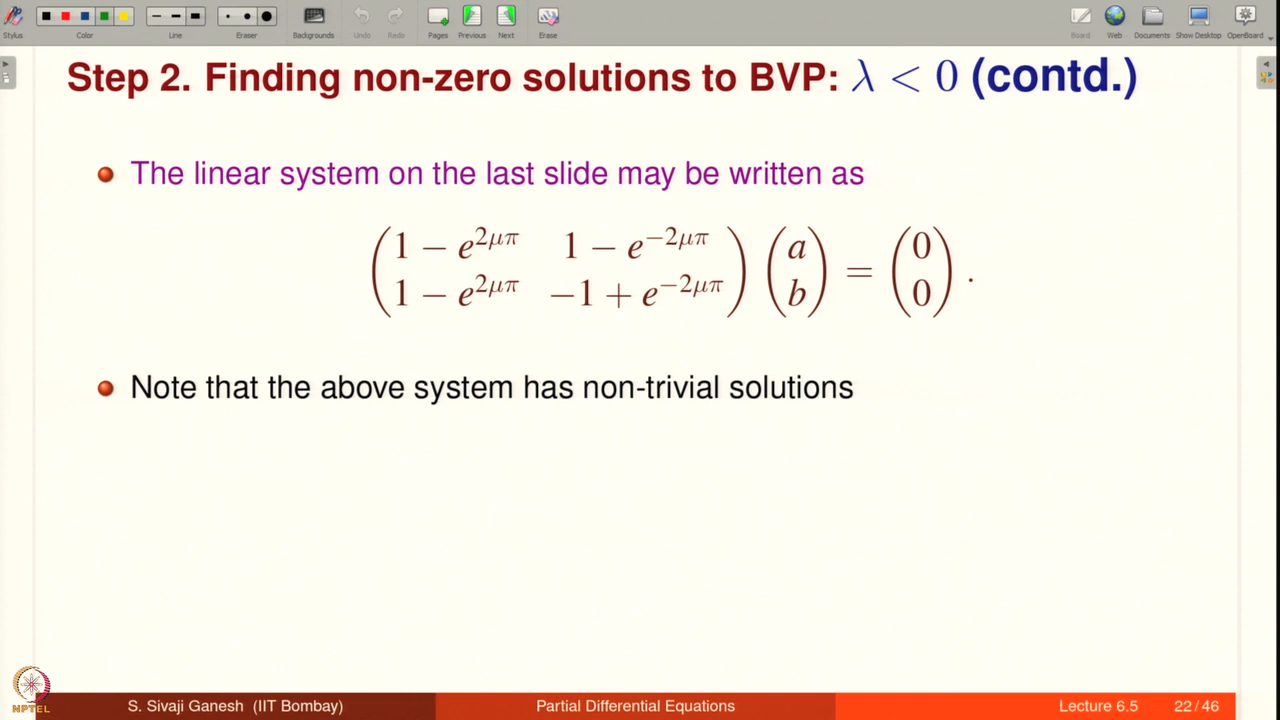 Stylus Color Line Eraser Backgrounds Undo Redo Pages Previous Next Erase Board Web Documents Show Desktop OpenBoard
Step 2. Finding non-zero solutions to BVP: λ < 0 (contd.)
The linear system on the last slide may be written as
1 − e^{2μπ} 1 − e^{−2μπ} a 0
= .
1 − e^{2μπ} −1 + e^{−2μπ} b 0
Note that the above system has non-trivial solutions
NPTEL
S. Sivaji Ganesh (IIT Bombay) Partial Differential Equations Lecture 6.5 22 / 46